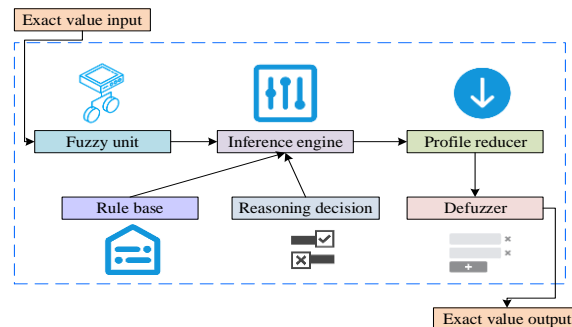 Exact value input
Fuzzy unit
Inference engine
Profile reducer
Rule base
Reasoning decision
Defuzzer
Exact value output